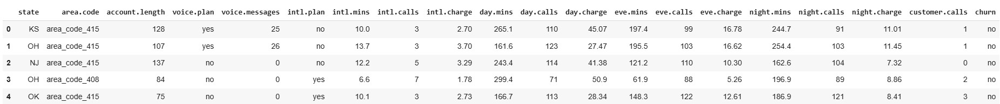 state area.code account.length voice.plan voice.messages intl.plan intl.mins intl.calls intl.charge day.mins day.calls day.charge eve.mins eve.calls eve.charge night.mins night.calls night.charge customer.calls churn
0 KS area_code_415 128 yes 25 no 10.0 3 2.70 265.1 110 45.07 197.4 99 16.78 244.7 91 11.01 1 no
1 OH area_code_415 107 yes 26 no 13.7 3 3.70 161.6 123 27.47 195.5 103 16.62 254.4 103 11.45 1 no
2 NJ area_code_415 137 no 0 no 12.2 5 3.29 243.4 114 41.38 121.2 110 10.30 162.6 104 7.32 0 no
3 OH area_code_408 84 no 0 yes 6.6 7 1.78 299.4 71 50.9 61.9 88 5.26 196.9 89 8.86 2 no
4 OK area_code_415 75 no 0 yes 10.1 3 2.73 166.7 113 28.34 148.3 122 12.61 186.9 121 8.41 3 no